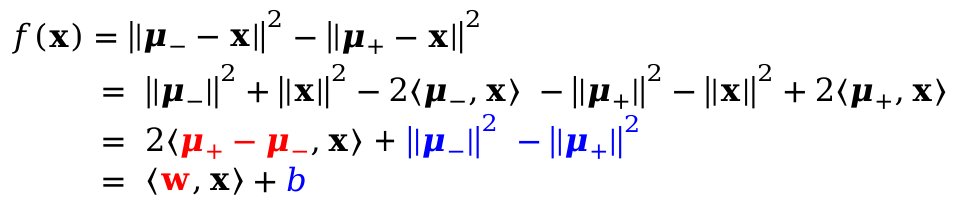 f(𝐱) = ||𝝁₋ − 𝐱||² − ||𝝁₊ − 𝐱||²
= ||𝝁₋||² + ||𝐱||² − 2⟨𝝁₋, 𝐱⟩ − ||𝝁₊||² − ||𝐱||² + 2⟨𝝁₊, 𝐱⟩
= 2⟨𝝁₊ − 𝝁₋, 𝐱⟩ + ||𝝁₋||² − ||𝝁₊||²
= ⟨𝐰, 𝐱⟩ + b